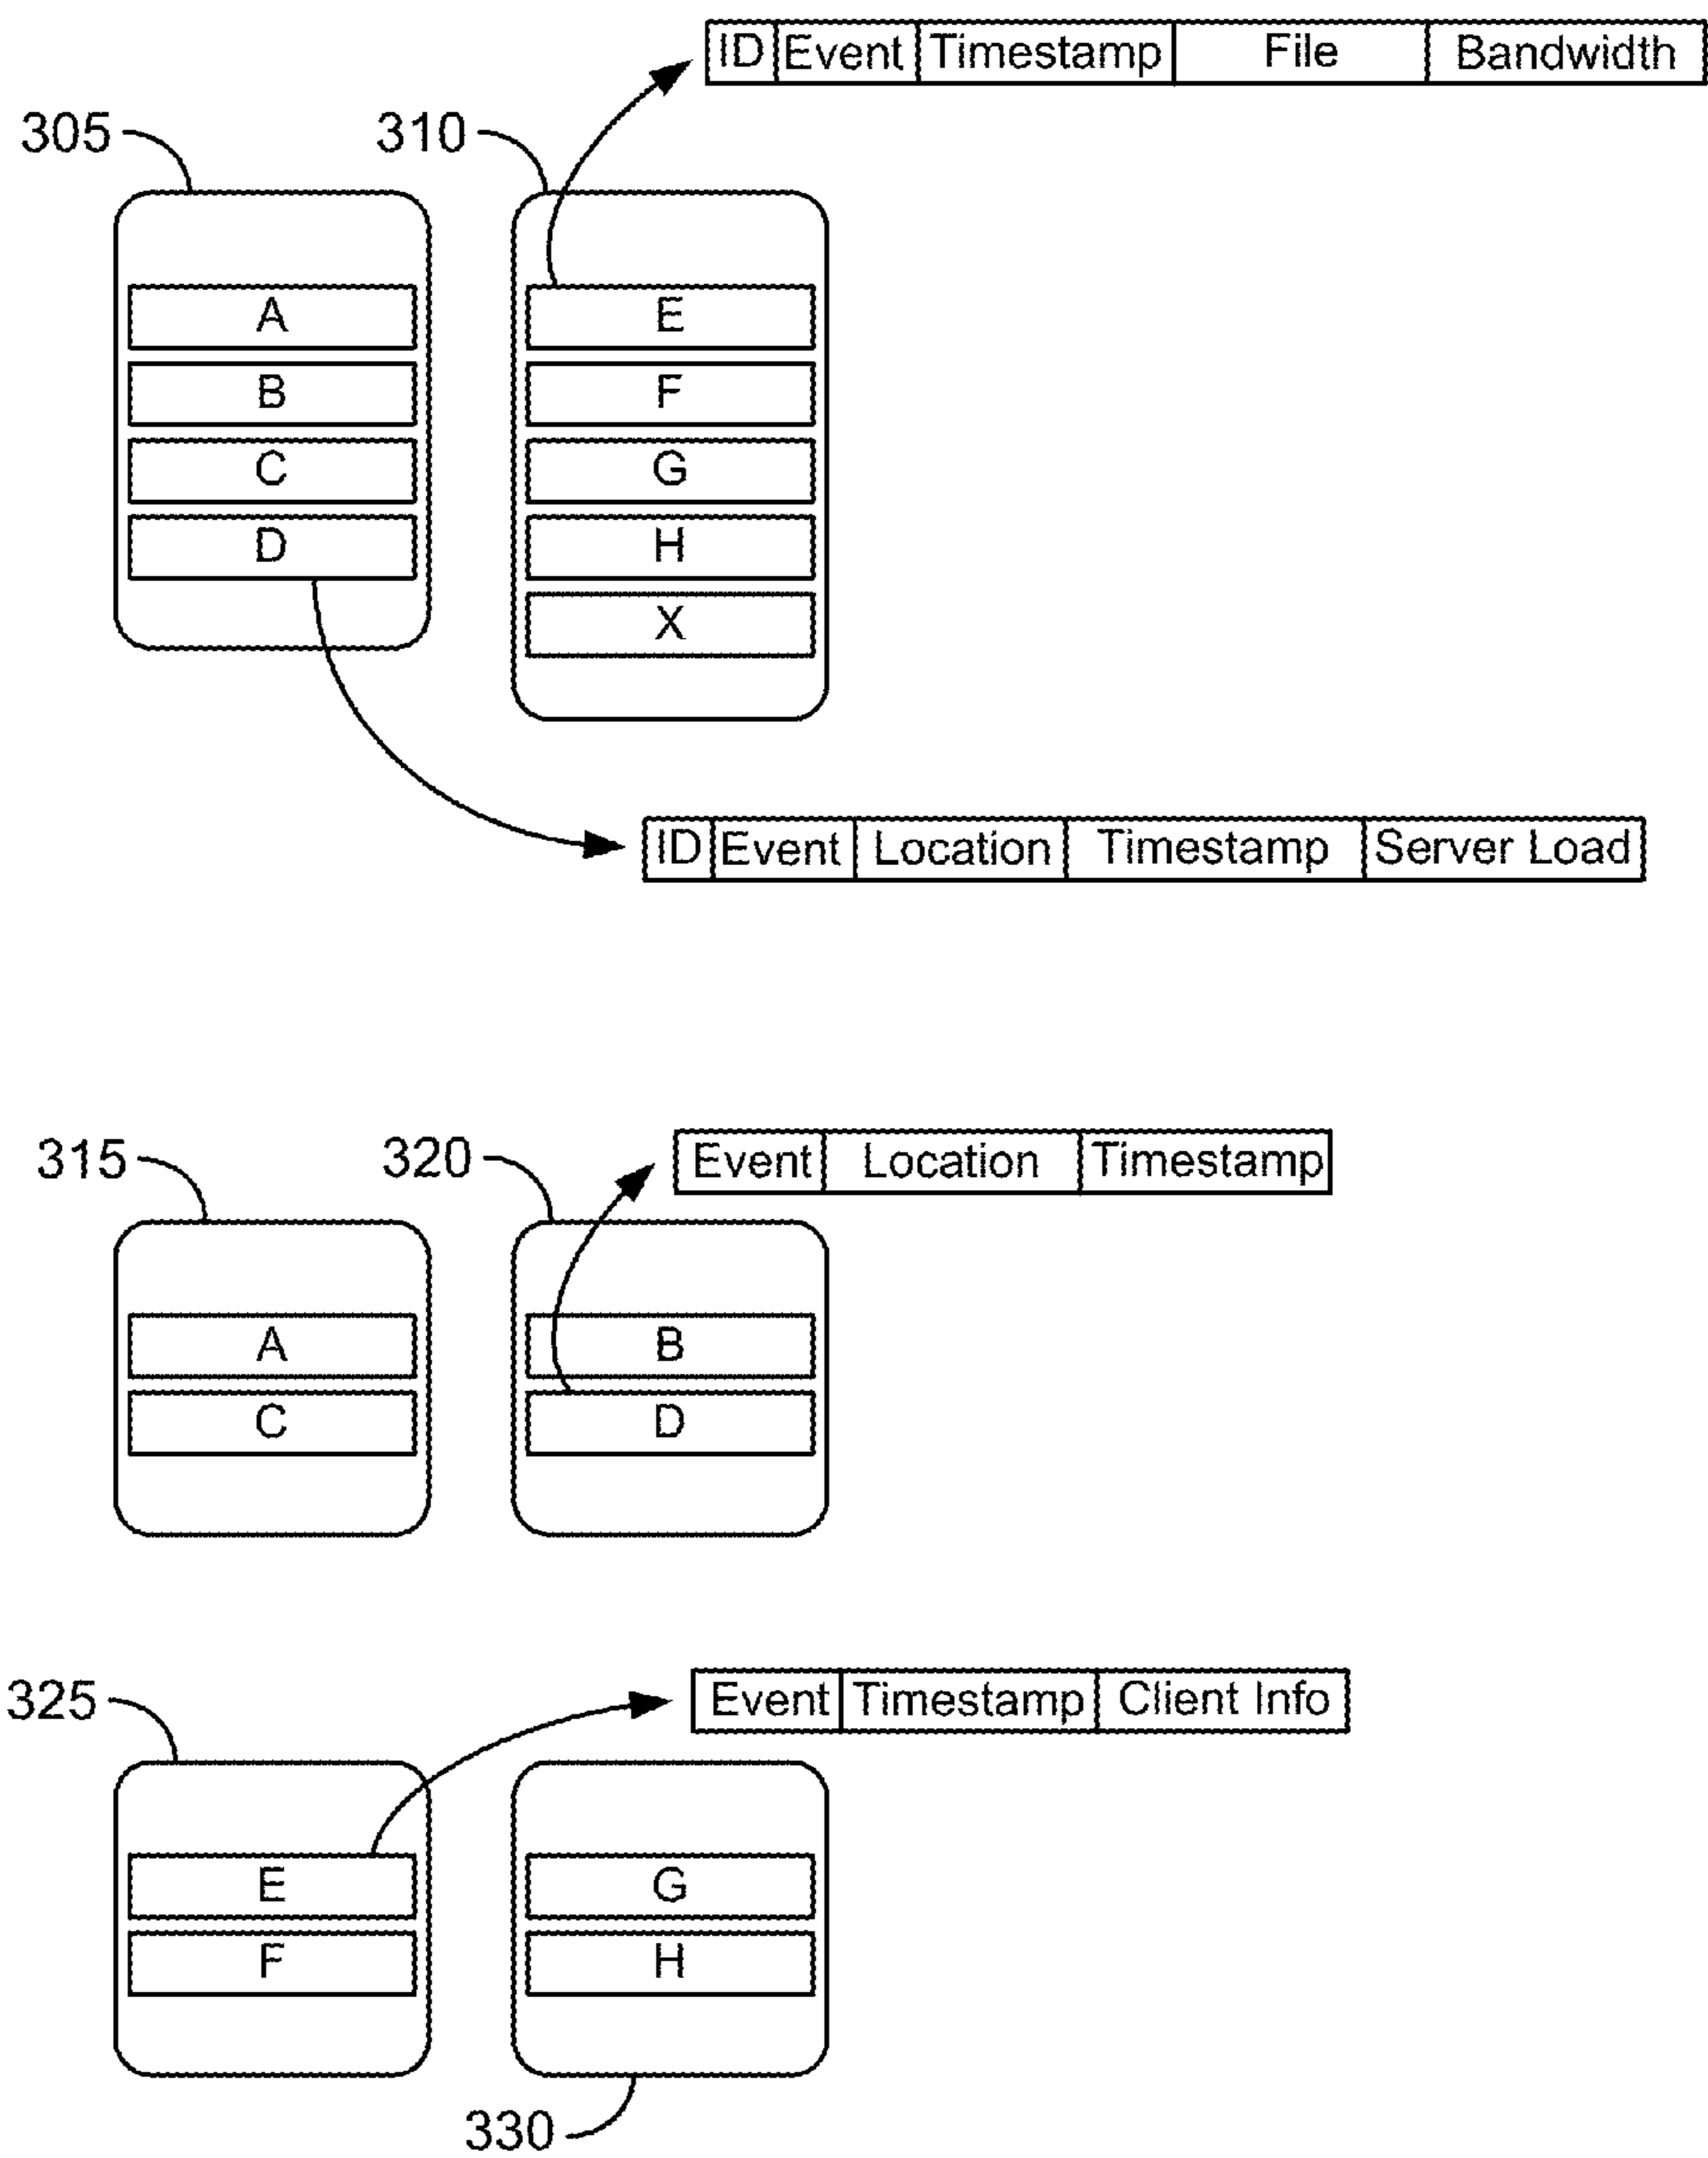 ID Event Timestamp File Bandwidth
305 310
A E
B F
C G
D H
X
ID Event Location Timestamp Server Load
315 320 Event Location Timestamp
A B
C D
325 Event Timestamp Client Info
E G
F H
330